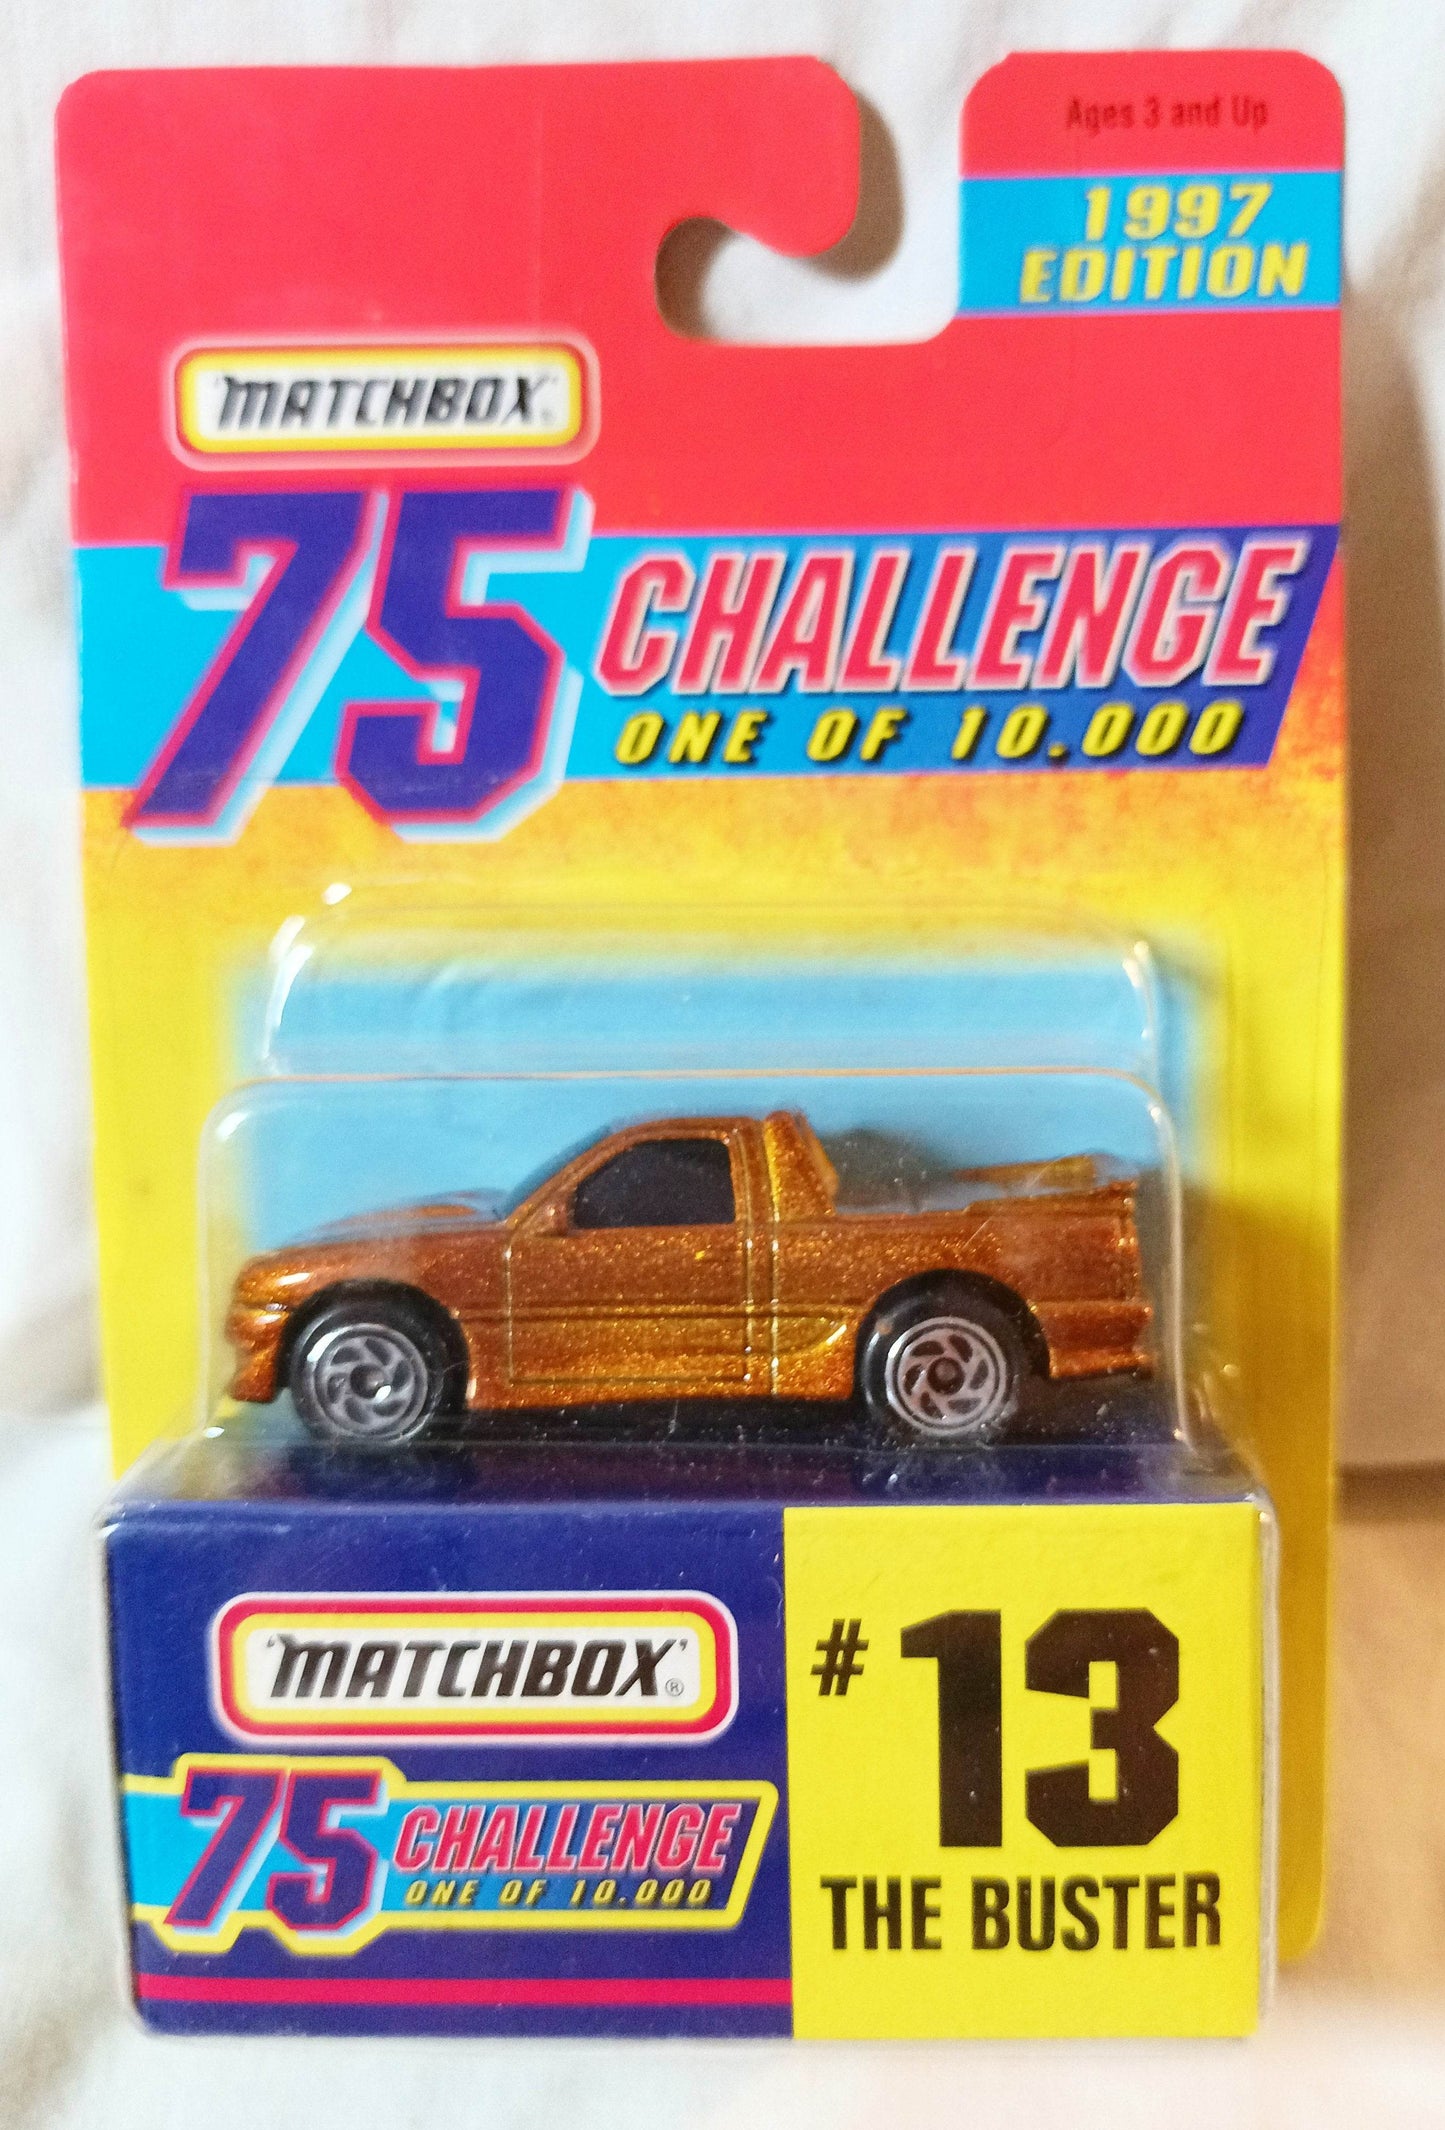 Ages 3 and Up
1997
EDITION
"MATCHBOX"
75 CHALLENGE
ONE OF 10.000
"MATCHBOX"®
75 CHALLENGE
ONE OF 10.000
#13
THE BUSTER